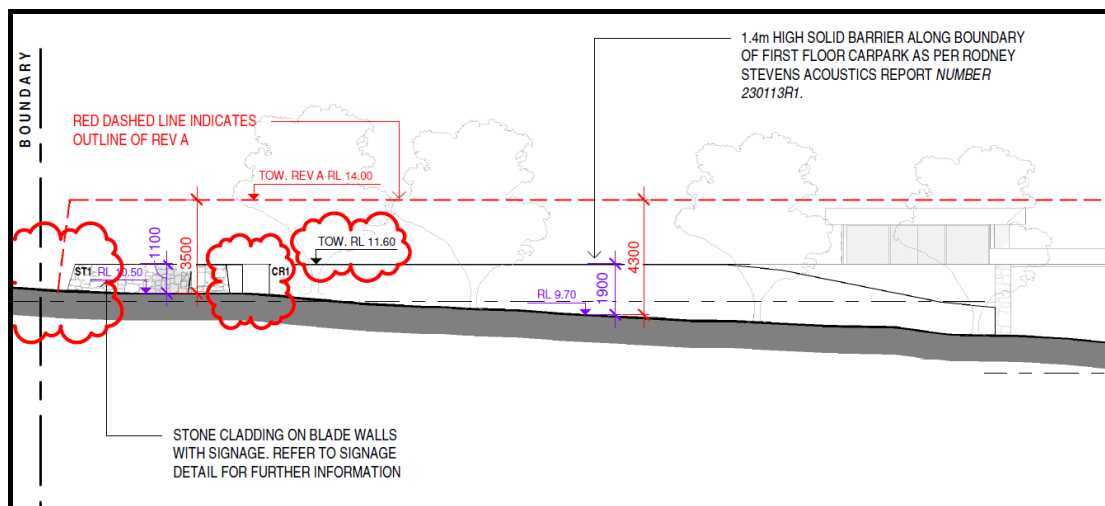 BOUNDARY
1.4m HIGH SOLID BARRIER ALONG BOUNDARY
OF FIRST FLOOR CARPARK AS PER RODNEY
STEVENS ACOUSTICS REPORT NUMBER
230113R1.
RED DASHED LINE INDICATES
OUTLINE OF REV A
TOW. REV A RL 14.00
TOW. RL 11.60
1100
3500
4300
1900
ST1
RL 10.50
CR1
RL 9.70
STONE CLADDING ON BLADE WALLS
WITH SIGNAGE. REFER TO SIGNAGE
DETAIL FOR FURTHER INFORMATION